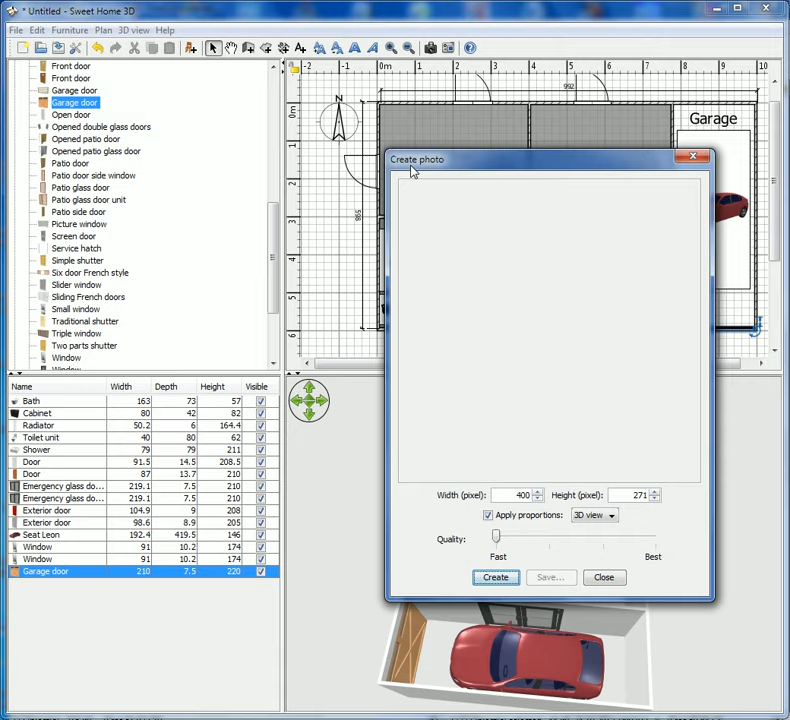 * Untitled - Sweet Home 3D
File Edit Furniture Plan 3D view Help
Front door
Front door
Garage door
Garage door
Open door
Opened double glass doors
Opened patio door
Opened patio glass door
Patio door
Patio door side window
Patio glass door
Patio glass door unit
Patio side door
Picture window
Screen door
Service hatch
Simple shutter
Six door French style
Slider window
Sliding French doors
Small window
Traditional shutter
Triple window
Two parts shutter
Window
-2 -1 0m 1 2 3 4 5 6 7 8 9 10
0m
1
2
3
4
5
6
992
598
N
Garage
Create photo
Width (pixel): 400 Height (pixel): 271
Apply proportions: 3D view
Quality:
Fast Best
Create Save... Close
Name Width Depth Height Visible
Bath 163 73 57
Cabinet 80 42 82
Radiator 50.2 6 164.4
Toilet unit 40 80 62
Shower 79 79 211
Door 91.5 14.5 208.5
Door 87 13.7 210
Emergency glass do... 219.1 7.5 210
Emergency glass do... 219.1 7.5 210
Exterior door 104.9 9 208
Exterior door 98.6 8.9 205
Seat Leon 192.4 419.5 146
Window 91 10.2 174
Window 91 10.2 174
Garage door 210 7.5 220